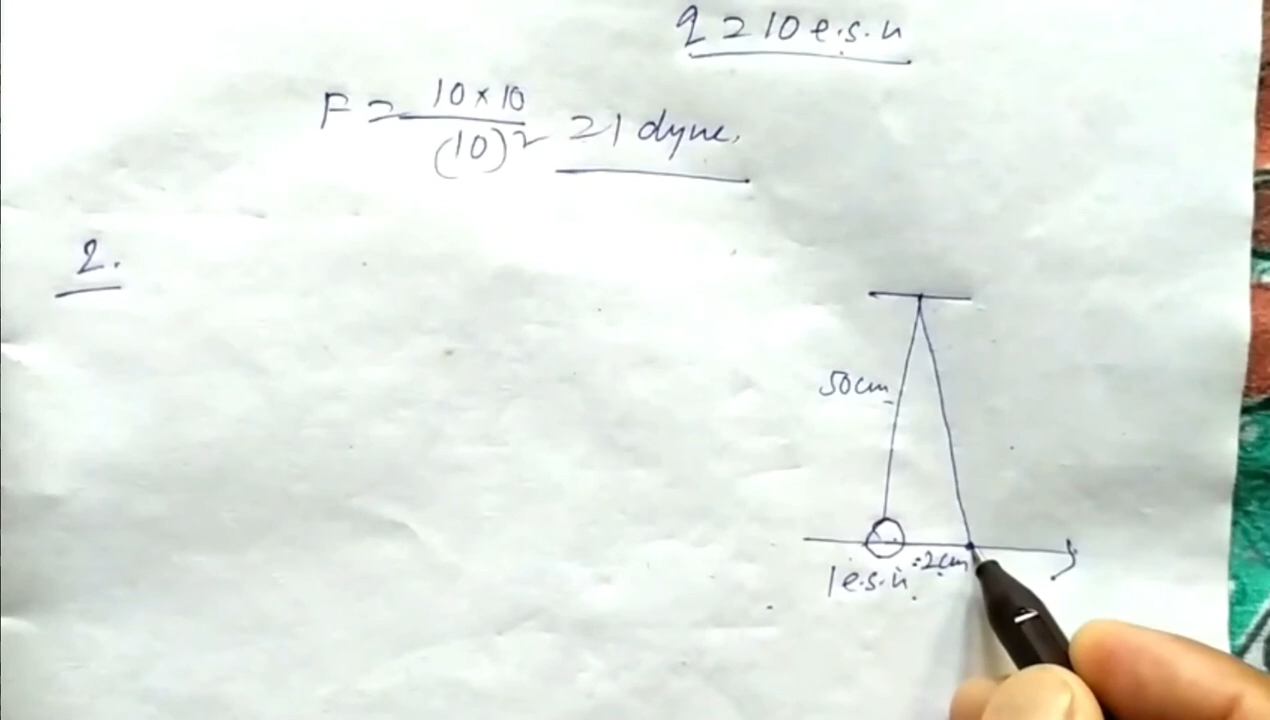 q = 10 e.s.u
F = 10 × 10 / (10)² = 1 dyne.
2.
50cm
2cm
1 e.s.u.